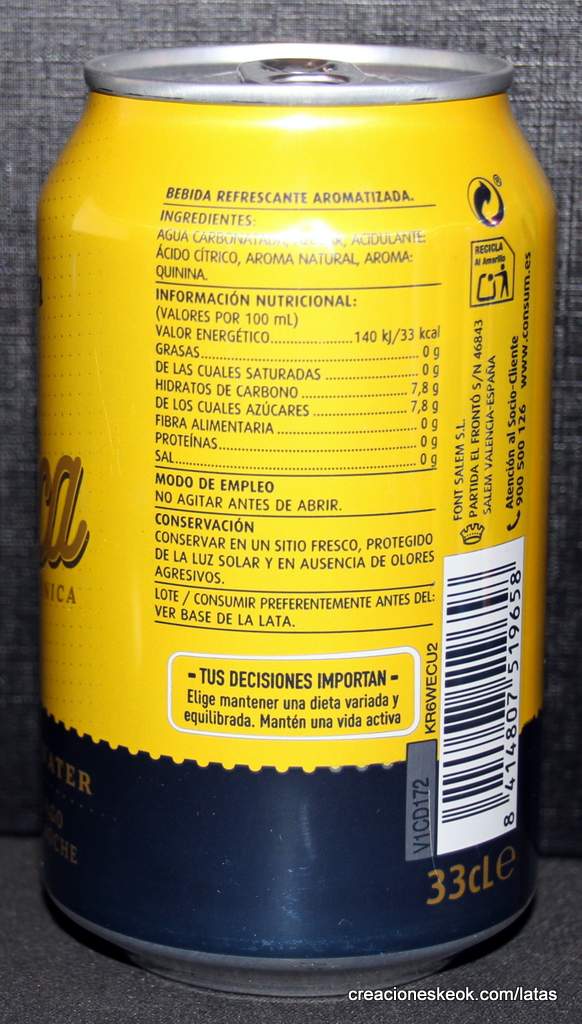 BEBIDA REFRESCANTE AROMATIZADA.
INGREDIENTES:
AGUA CARBONATADA, AZÚCAR, ACIDULANTE:
ÁCIDO CÍTRICO, AROMA NATURAL, AROMA:
QUININA.
INFORMACIÓN NUTRICIONAL:
(VALORES POR 100 mL)
VALOR ENERGÉTICO....................140 kJ/33 kcal
GRASAS.................................................. 0 g
DE LAS CUALES SATURADAS ...................... 0 g
HIDRATOS DE CARBONO ........................ 7,8 g
DE LOS CUALES AZÚCARES ..................... 7,8 g
FIBRA ALIMENTARIA ................................ 0 g
PROTEÍNAS............................................. 0 g
SAL....................................................... 0 g
MODO DE EMPLEO
NO AGITAR ANTES DE ABRIR.
CONSERVACIÓN
CONSERVAR EN UN SITIO FRESCO, PROTEGIDO
DE LA LUZ SOLAR Y EN AUSENCIA DE OLORES
AGRESIVOS.
LOTE / CONSUMIR PREFERENTEMENTE ANTES DEL:
VER BASE DE LA LATA.
- TUS DECISIONES IMPORTAN -
Elige mantener una dieta variada y
equilibrada. Mantén una vida activa
®
RECICLA
Al Amarillo
FONT SALEM S.L.
PARTIDA EL FRONTÓ S/N 46843
SALEM VALENCIA-ESPAÑA
Atención al Socio-Cliente
900 500 126 www.consum.es
KR6WECU2
V1CD172
8 414807 519658
33cL e
ca
NICA
ATER
creacioneskeok.com/latas